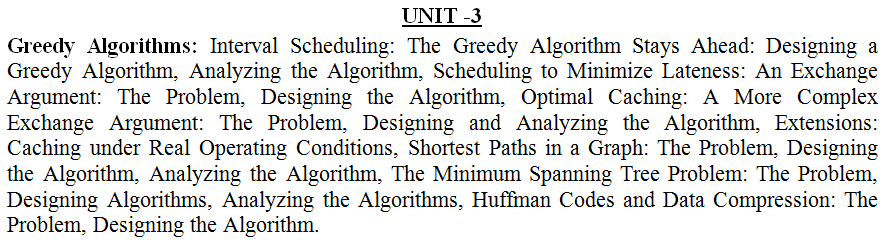 UNIT -3
Greedy Algorithms: Interval Scheduling: The Greedy Algorithm Stays Ahead: Designing a
Greedy Algorithm, Analyzing the Algorithm, Scheduling to Minimize Lateness: An Exchange
Argument: The Problem, Designing the Algorithm, Optimal Caching: A More Complex
Exchange Argument: The Problem, Designing and Analyzing the Algorithm, Extensions:
Caching under Real Operating Conditions, Shortest Paths in a Graph: The Problem, Designing
the Algorithm, Analyzing the Algorithm, The Minimum Spanning Tree Problem: The Problem,
Designing Algorithms, Analyzing the Algorithms, Huffman Codes and Data Compression: The
Problem, Designing the Algorithm.